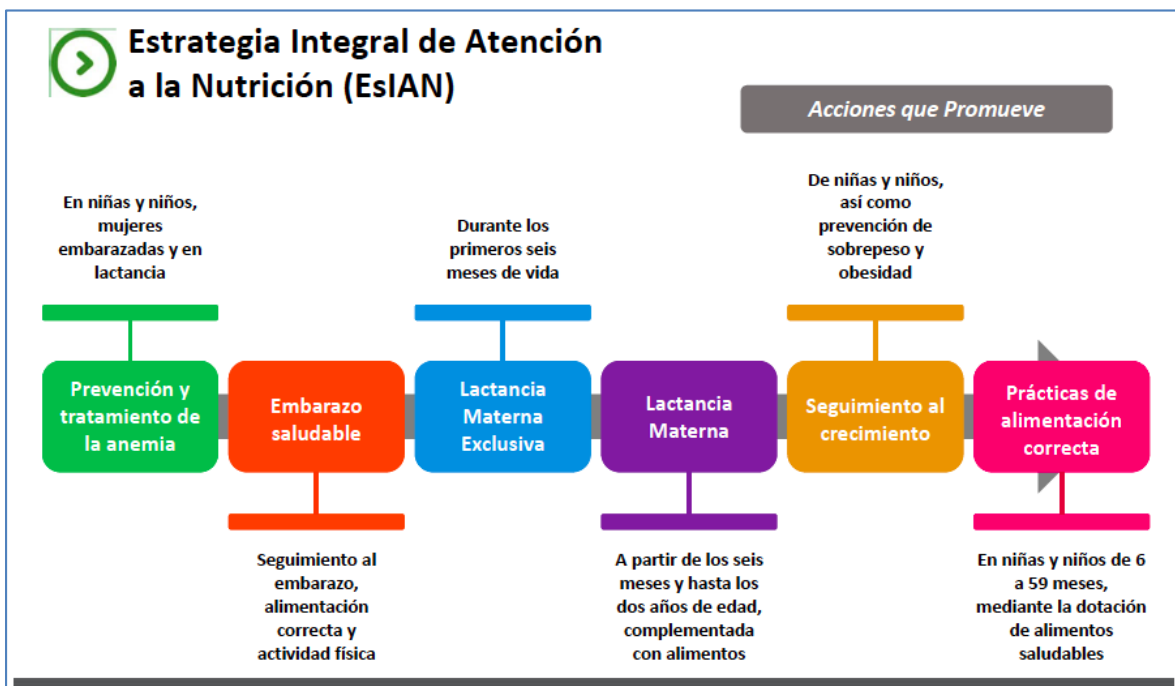 Estrategia Integral de Atención
a la Nutrición (EsIAN)
Acciones que Promueve
En niñas y niños,
mujeres
embarazadas y en
lactancia
Durante los
primeros seis
meses de vida
De niñas y niños,
así como
prevención de
sobrepeso y
obesidad
Prevención y
tratamiento de
la anemia
Embarazo
saludable
Lactancia
Materna
Exclusiva
Lactancia
Materna
Seguimiento al
crecimiento
Prácticas de
alimentación
correcta
Seguimiento al
embarazo,
alimentación
correcta y
actividad física
A partir de los seis
meses y hasta los
dos años de edad,
complementada
con alimentos
En niñas y niños de 6
a 59 meses,
mediante la dotación
de alimentos
saludables